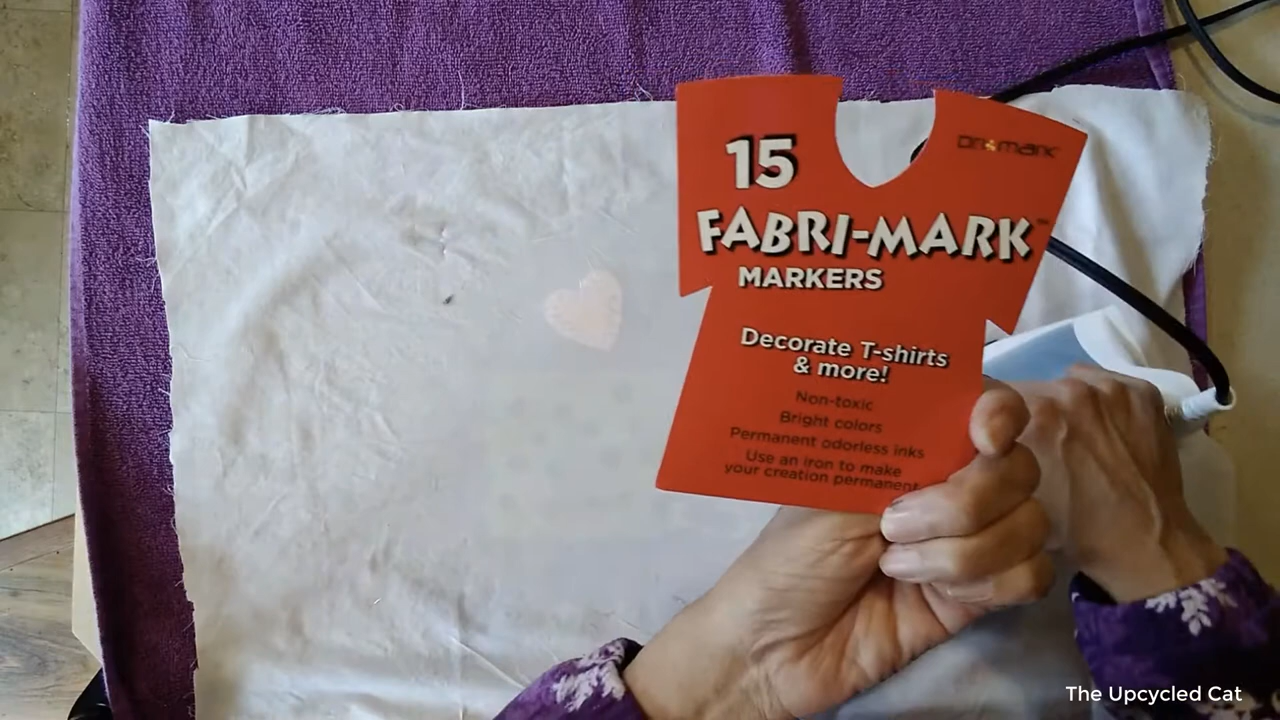 15
dri mark
FABRI-MARK™
MARKERS
Decorate T-shirts
& more!
Non-toxic
Bright colors
Permanent odorless inks
Use an iron to make
your creation permanent
The Upcycled Cat